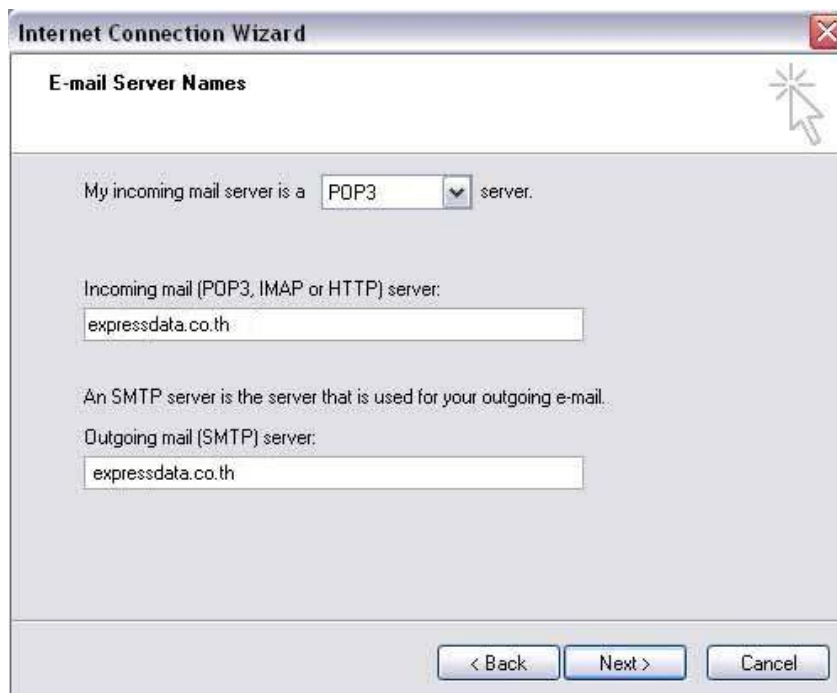 Internet Connection Wizard
E-mail Server Names
My incoming mail server is a POP3 server.
Incoming mail (POP3, IMAP or HTTP) server:
expressdata.co.th
An SMTP server is the server that is used for your outgoing e-mail.
Outgoing mail (SMTP) server:
expressdata.co.th
< Back Next > Cancel